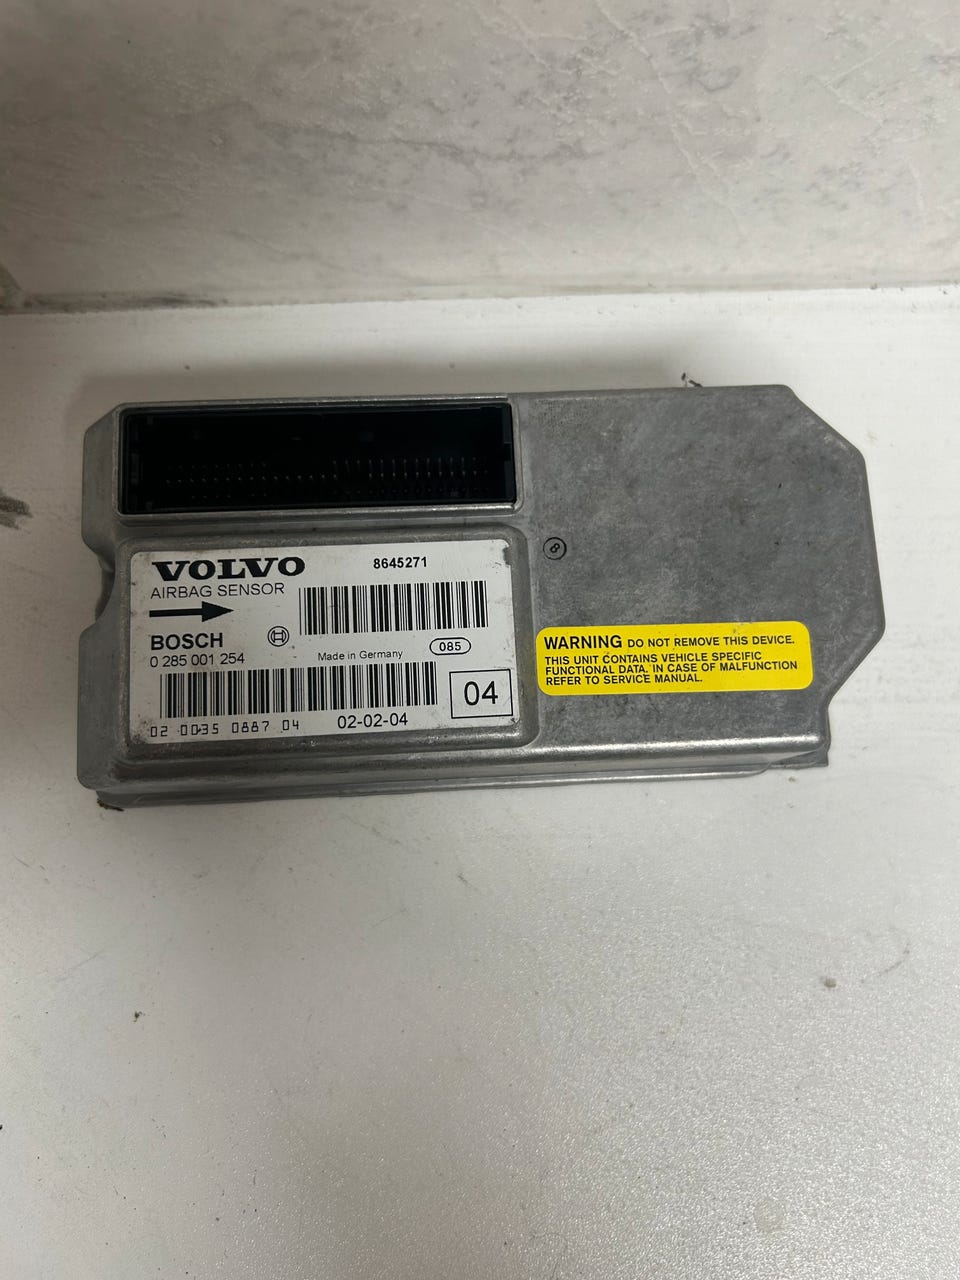 VOLVO 8645271
AIRBAG SENSOR
BOSCH
0 285 001 254 Made in Germany 085
04
02 0035 0887 04 02-02-04
8
WARNING DO NOT REMOVE THIS DEVICE.
THIS UNIT CONTAINS VEHICLE SPECIFIC
FUNCTIONAL DATA. IN CASE OF MALFUNCTION
REFER TO SERVICE MANUAL.